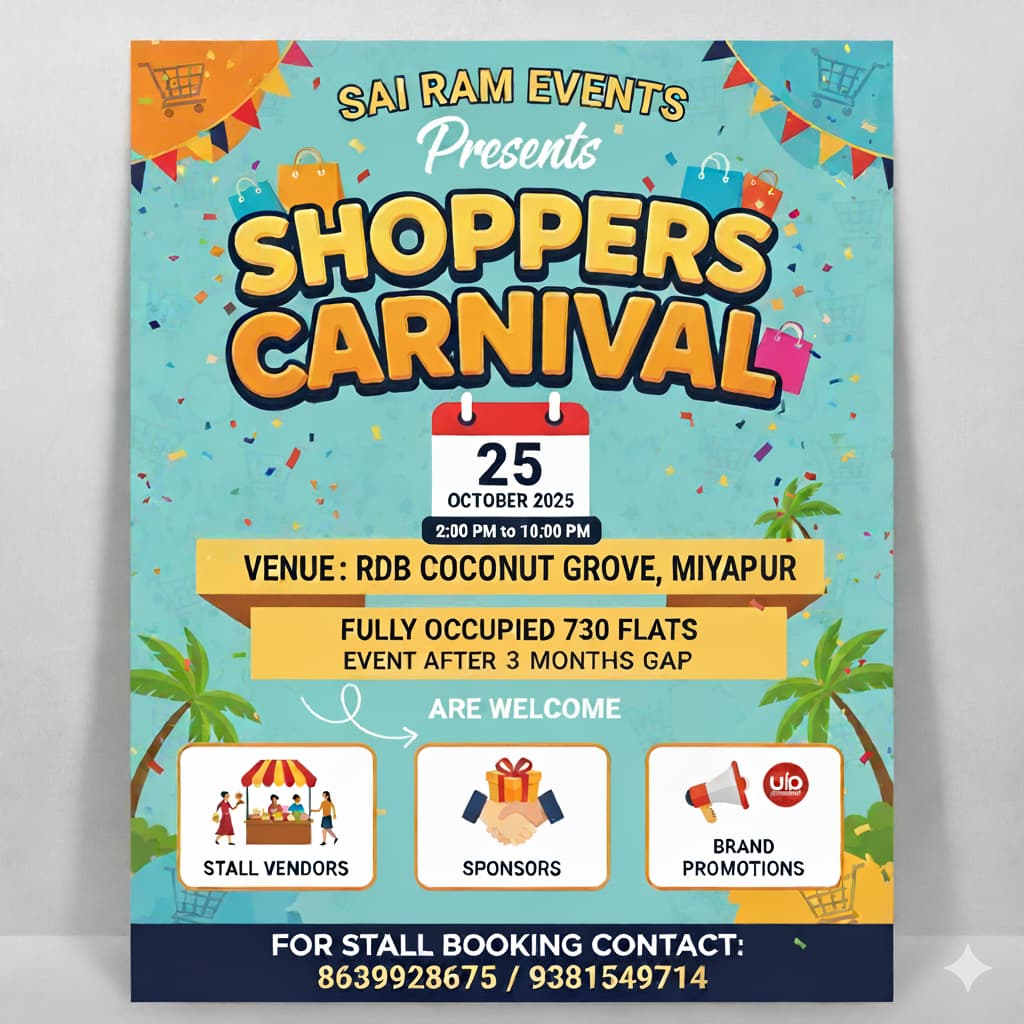 SAI RAM EVENTS
Presents
SHOPPERS
CARNIVAL
25
OCTOBER 2025
2:00 PM to 10:00 PM
VENUE: RDB COCONUT GROVE, MIYAPUR
FULLY OCCUPIED 730 FLATS
EVENT AFTER 3 MONTHS GAP
ARE WELCOME
STALL VENDORS
SPONSORS
BRAND
PROMOTIONS
FOR STALL BOOKING CONTACT:
8639928675 / 9381549714